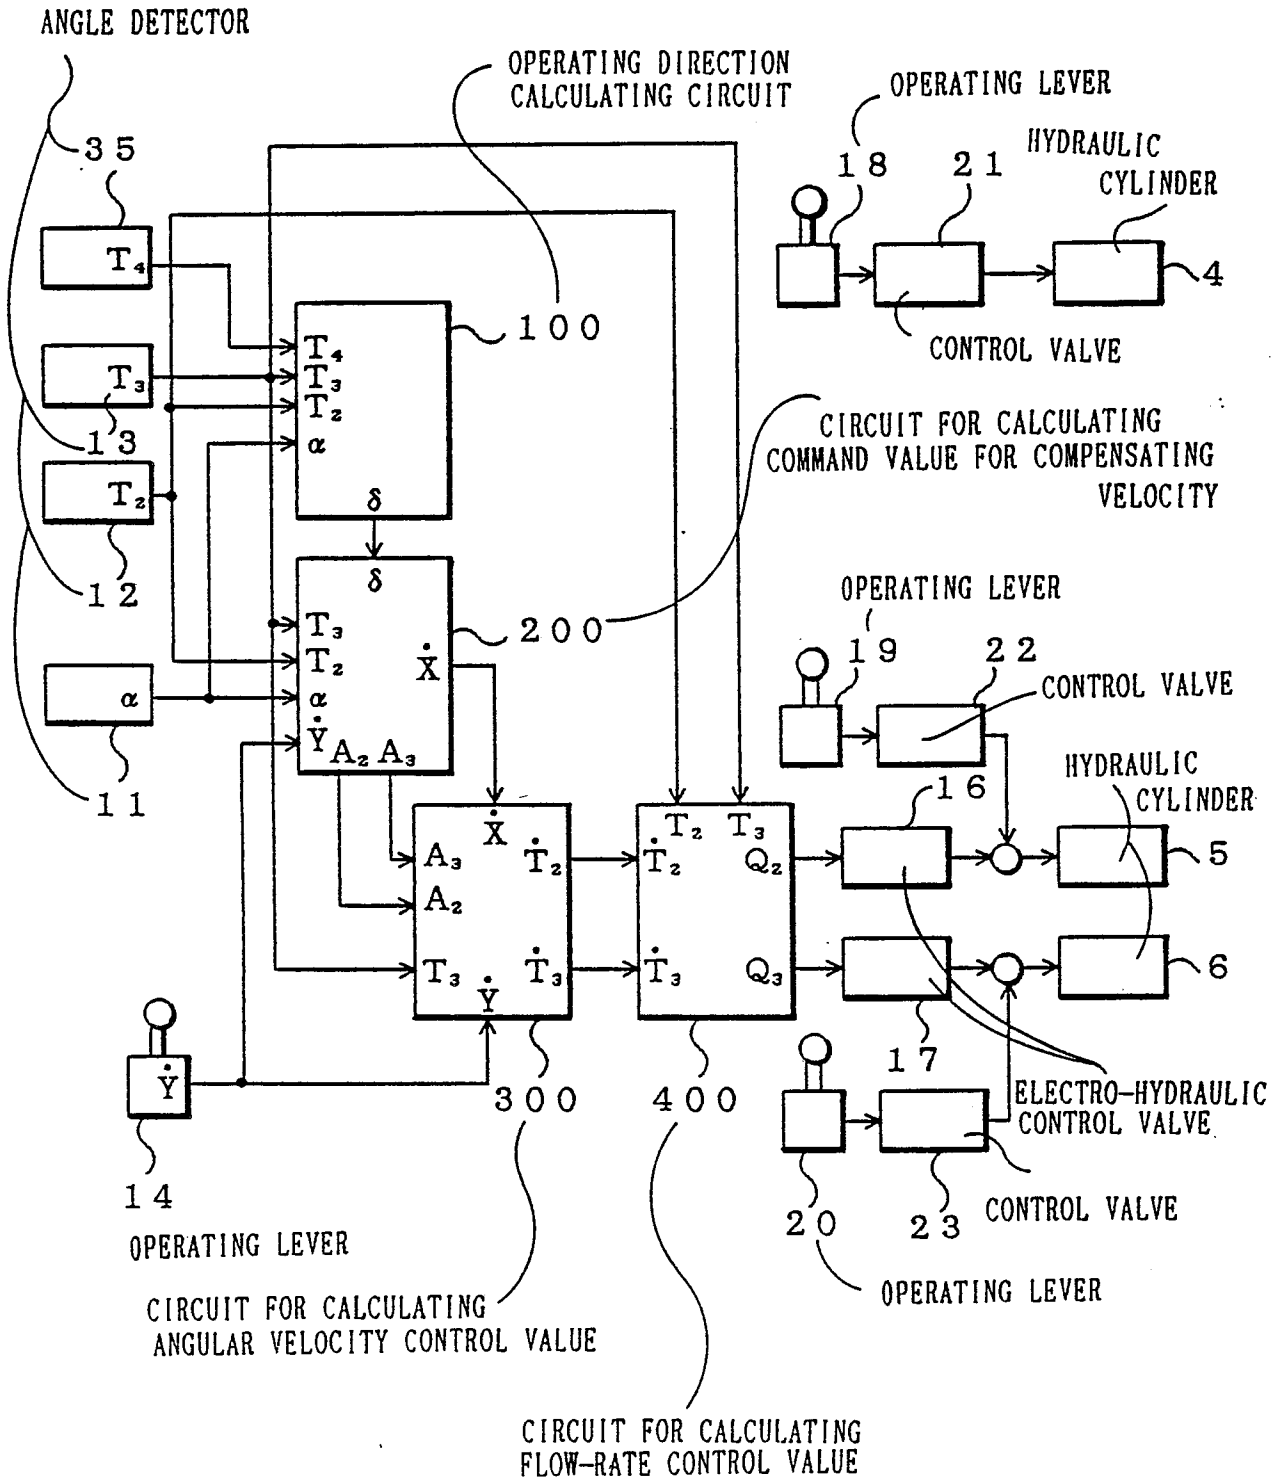 ANGLE DETECTOR
OPERATING DIRECTION
CALCULATING CIRCUIT
OPERATING LEVER
HYDRAULIC
CYLINDER
35
18
21
T₄
4
100
CONTROL VALVE
T₄
T₃
T₃
T₂
α
13
T₂
δ
12
CIRCUIT FOR CALCULATING
COMMAND VALUE FOR COMPENSATING
VELOCITY
δ
T₃
T₂
α
Ẏ
Ẋ
A₂ A₃
200
OPERATING LEVER
19
22
CONTROL VALVE
α
11
HYDRAULIC
CYLINDER
16
Ẋ
A₃
A₂
T₃
Ẏ
Ṫ₂
Ṫ₃
T₂ T₃
Ṫ₂
Q₂
Ṫ₃
Q₃
5
6
17
Ẏ
14
OPERATING LEVER
300
400
ELECTRO-HYDRAULIC
CONTROL VALVE
20
23
CONTROL VALVE
OPERATING LEVER
CIRCUIT FOR CALCULATING
ANGULAR VELOCITY CONTROL VALUE
CIRCUIT FOR CALCULATING
FLOW-RATE CONTROL VALUE